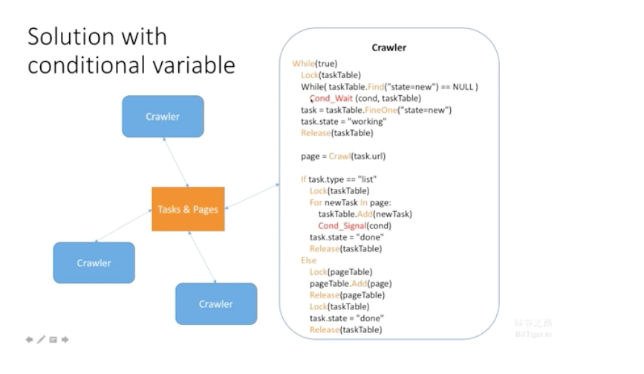 Solution with
conditional variable
Crawler
Tasks & Pages
Crawler
Crawler
Crawler
While(true)
Lock(taskTable)
While( taskTable.Find("state=new") == NULL )
Cond_Wait (cond, taskTable)
task = taskTable.FineOne("state=new")
task.state = "working"
Release(taskTable)
page = Crawl(task.url)
If task.type == "list"
Lock(taskTable)
For newTask in page:
taskTable.Add(newTask)
Cond_Signal(cond)
task.state = "done"
Release(taskTable)
Else
Lock(pageTable)
pageTable.Add(page)
Release(pageTable)
Lock(taskTable)
task.state = "done"
Release(taskTable)